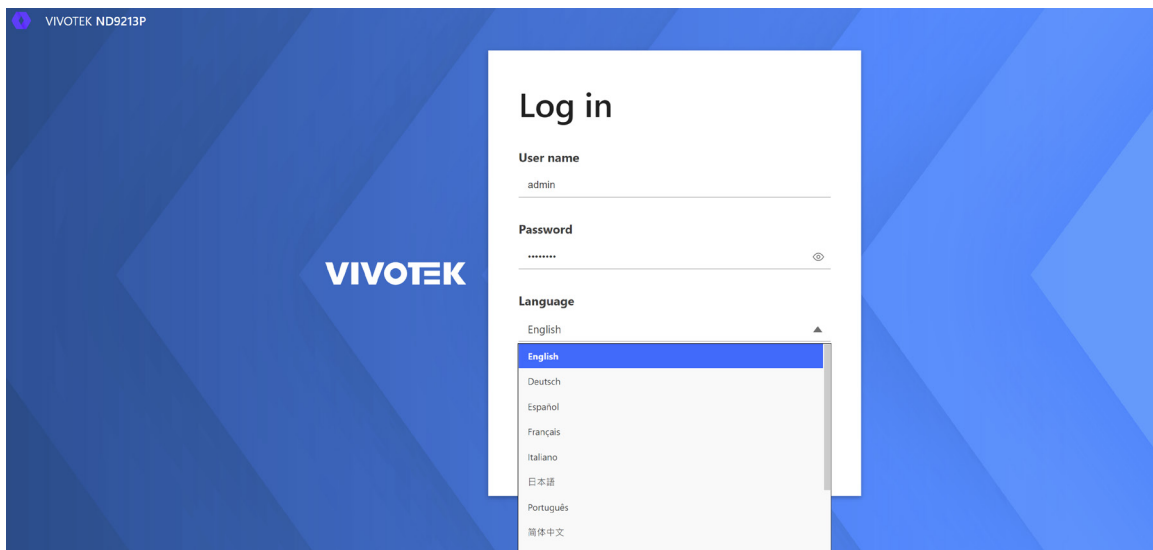 VIVOTEK ND9213P
Log in
User name
admin
Password
••••••••
VIVOTEK
Language
English
English
Deutsch
Español
Français
Italiano
日本語
Português
简体中文